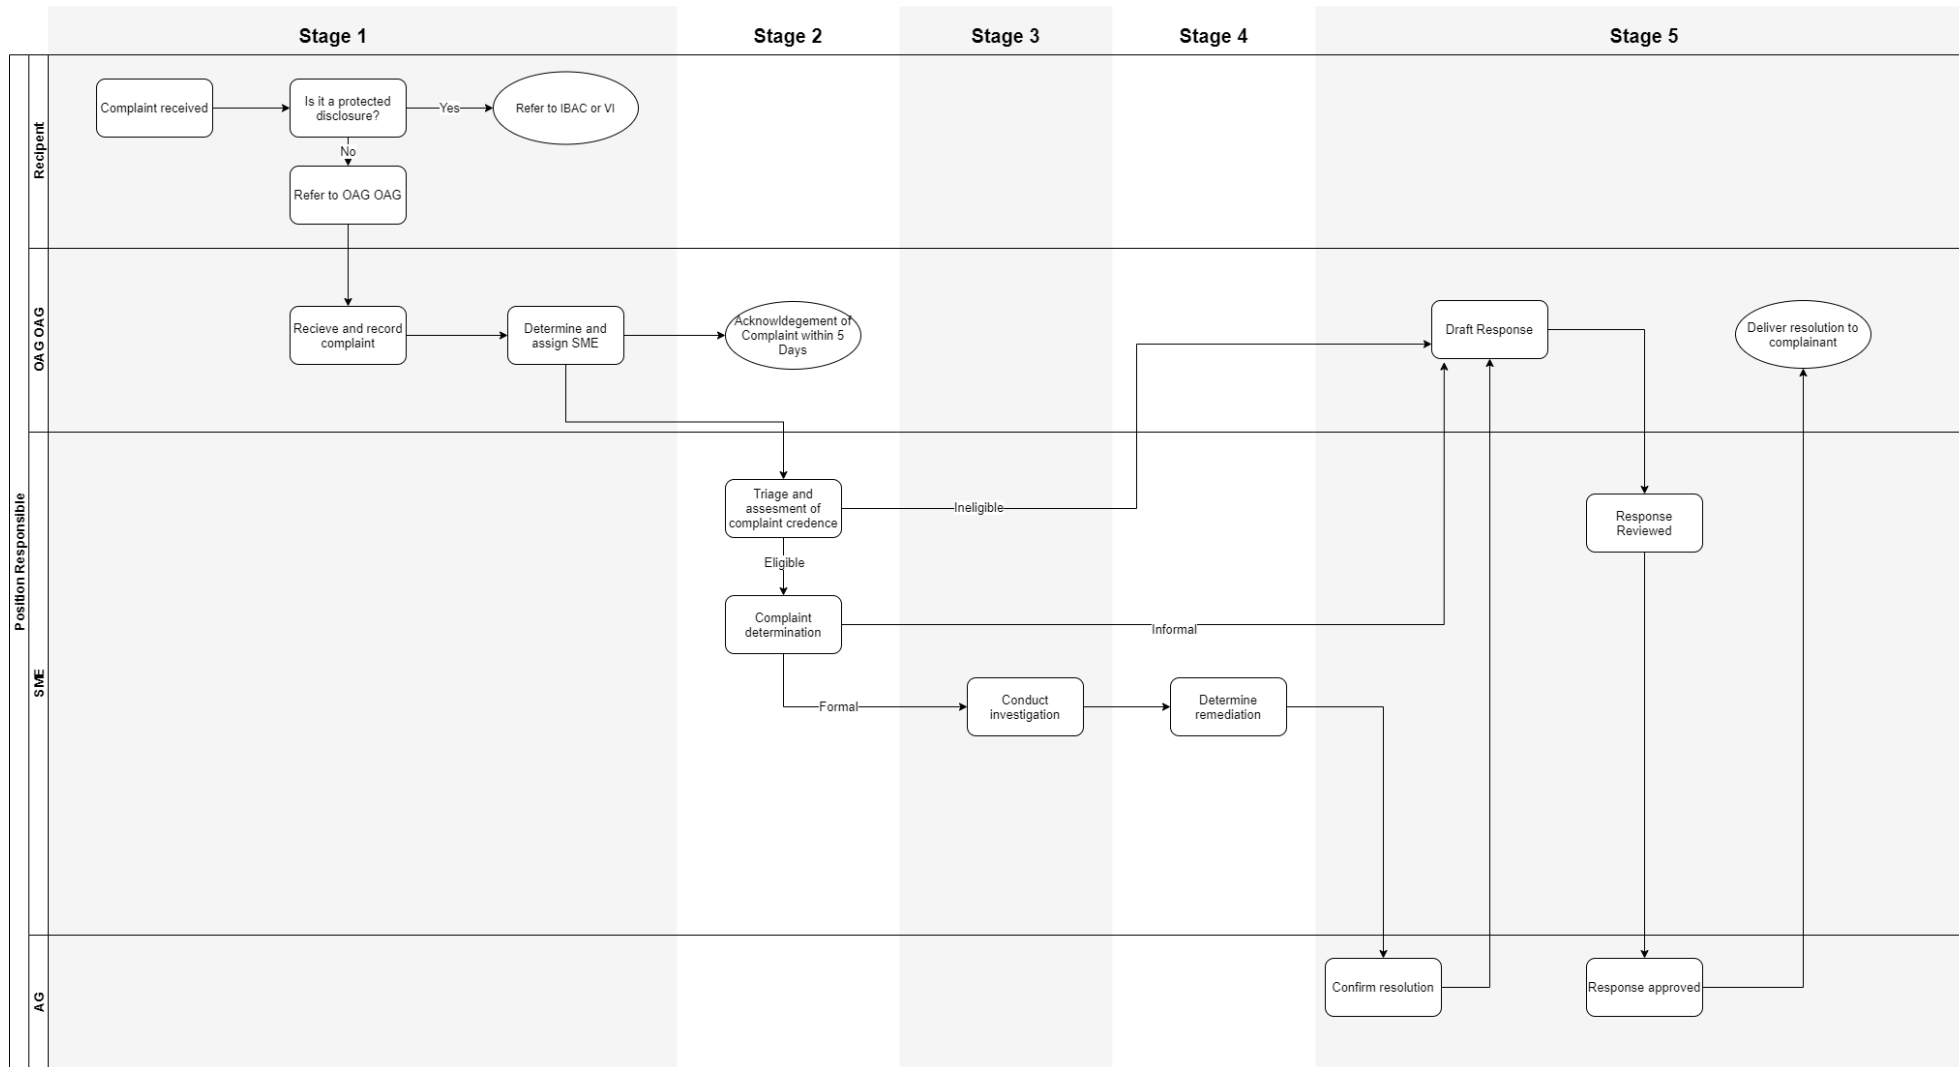 Stage 1
Stage 2
Stage 3
Stage 4
Stage 5
Position Responsible
Recipent
Complaint received
Is it a protected
disclosure?
Yes
Refer to IBAC or VI
No
Refer to OAG OAG
OAG OAG
Recieve and record
complaint
Determine and
assign SME
Acknowldegement of
Complaint within 5
Days
Draft Response
Deliver resolution to
complainant
SME
Triage and
assesment of
complaint credence
Ineligible
Response
Reviewed
Eligible
Complaint
determination
Informal
Formal
Conduct
investigation
Determine
remediation
AG
Confirm resolution
Response approved